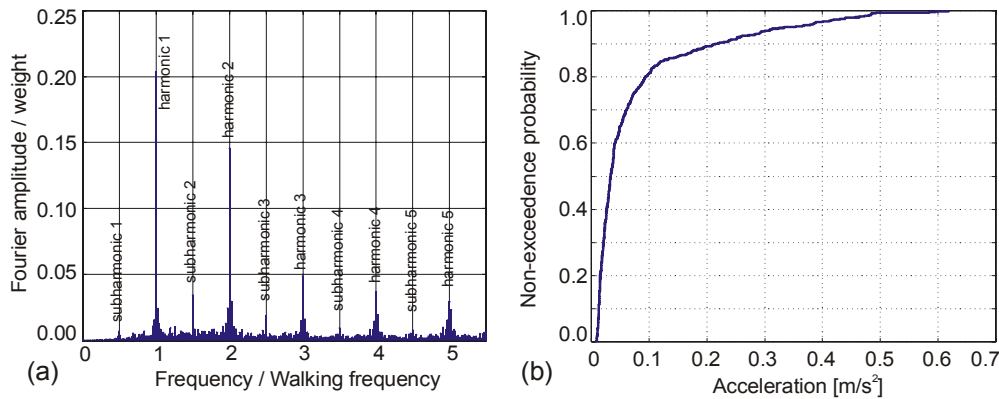 0.25
0.20
0.15
0.10
0.05
0.00
Fourier amplitude / weight
subharmonic 1
harmonic 1
subharmonic 2
harmonic 2
subharmonic 3
harmonic 3
subharmonic 4
harmonic 4
subharmonic 5
harmonic 5
0 1 2 3 4 5
Frequency / Walking frequency
(a)
1.0
0.8
0.6
0.4
0.2
0.0
Non-exceedence probability
0 0.1 0.2 0.3 0.4 0.5 0.6 0.7
Acceleration [m/s²]
(b)